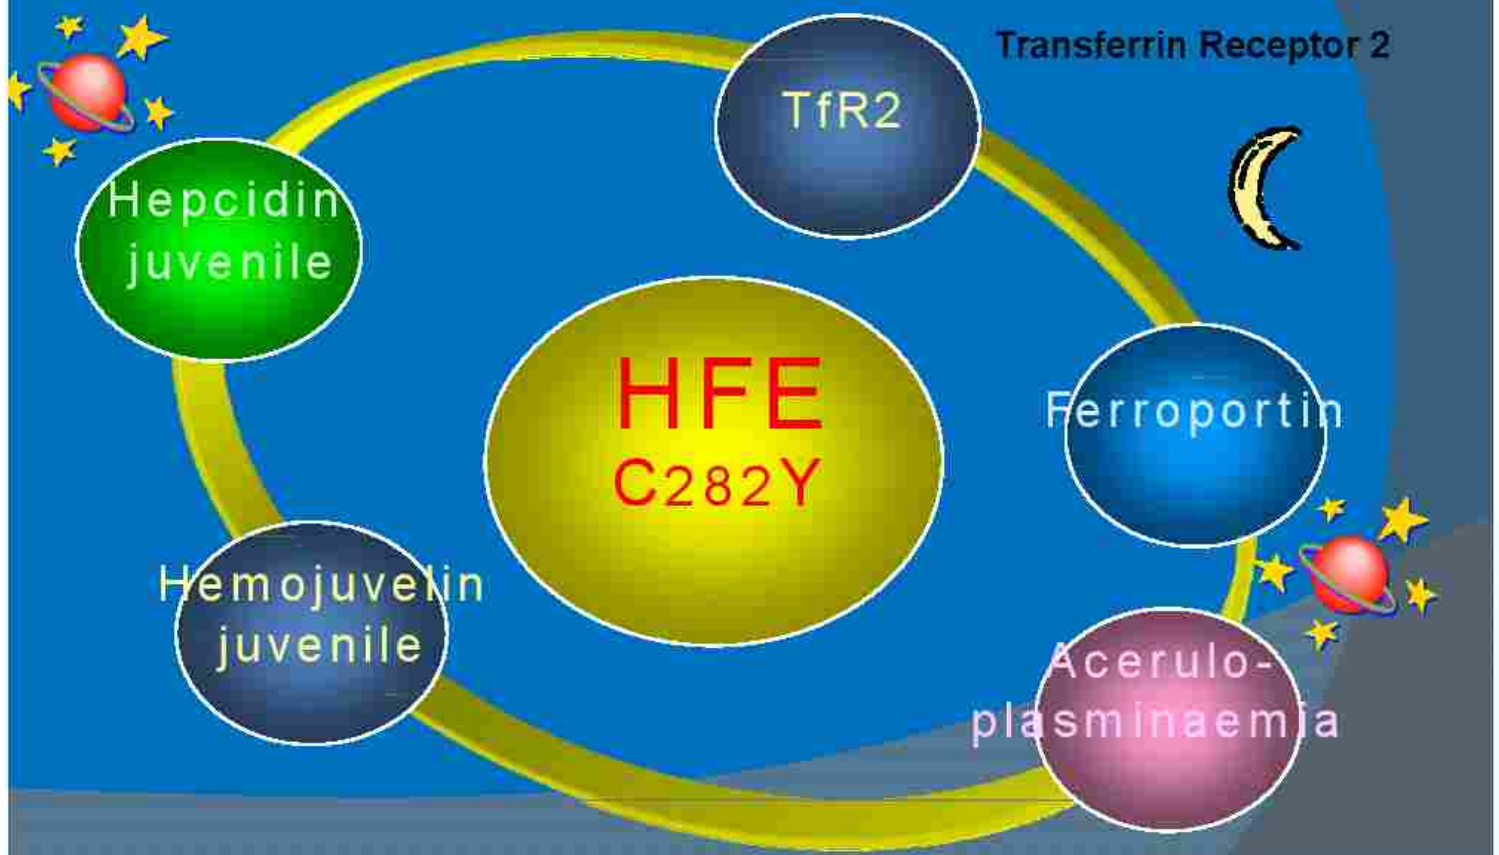 Transferrin Receptor 2
TfR2
Hepcidin
juvenile
HFE
C282Y
Ferroportin
Hemojuvelin
juvenile
Acerulo-
plasminaemia